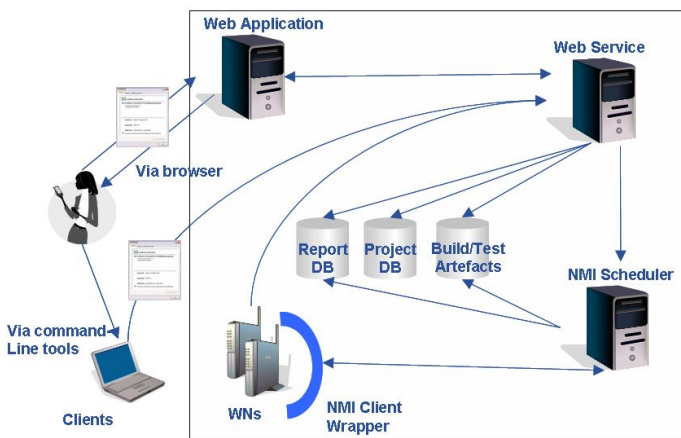 Web Application
Web Service
Via browser
Report
DB
Project
DB
Build/Test
Artefacts
NMI Scheduler
Via command
Line tools
Clients
WNs
NMI Client
Wrapper